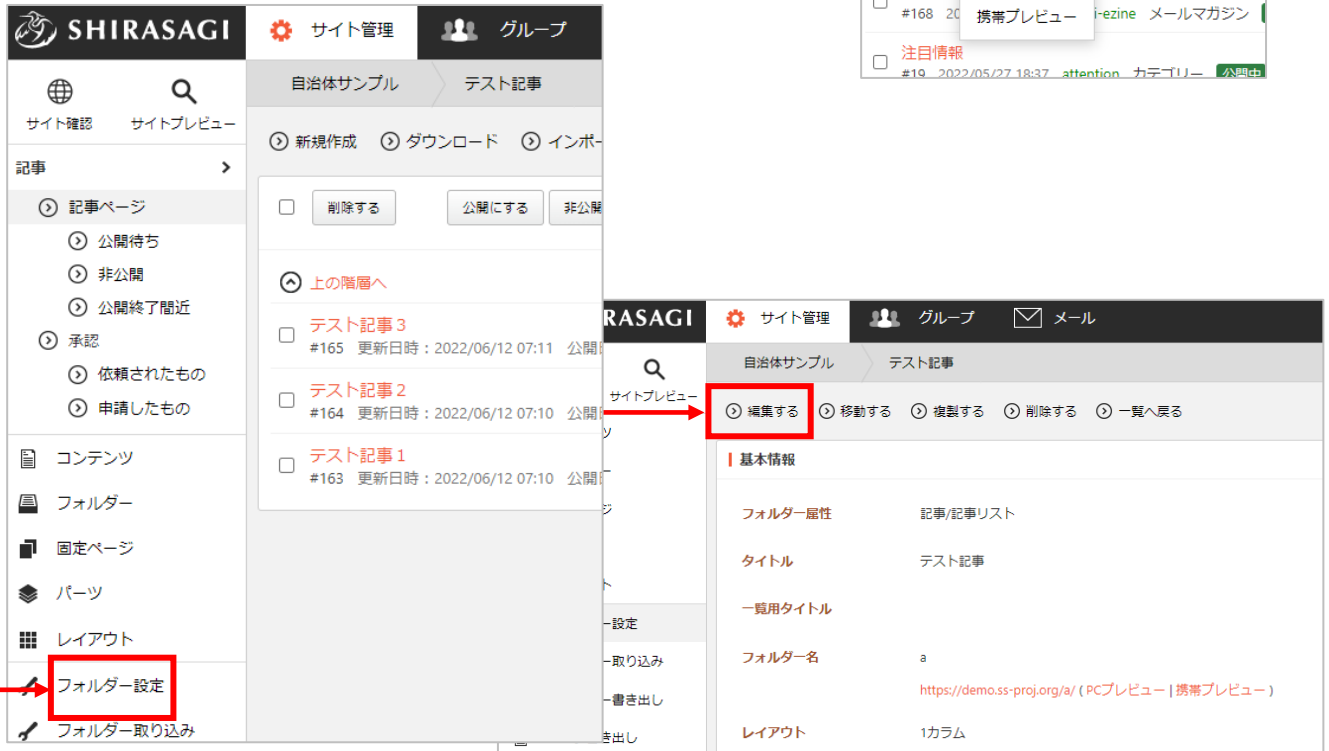 SHIRASAGI
サイト管理
グループ
サイト確認
サイトプレビュー
自治体サンプル
テスト記事
新規作成
ダウンロード
インポー
記事
削除する
公開にする
非公開
記事ページ
公開待ち
非公開
公開終了間近
承認
依頼されたもの
申請したもの
上の階層へ
テスト記事3
#165 更新日時：2022/06/12 07:11 公開
テスト記事2
#164 更新日時：2022/06/12 07:10 公開
テスト記事1
#163 更新日時：2022/06/12 07:10 公開
コンテンツ
フォルダー
固定ページ
パーツ
レイアウト
フォルダー設定
フォルダー取り込み
#168 20
携帯プレビュー
i-ezine メールマガジン
注目情報
#19 2022/05/27 18:37 attention カテゴリー 公開中
RASAGI
サイト管理
グループ
メール
サイトプレビュー
自治体サンプル
テスト記事
編集する
移動する
複製する
削除する
一覧へ戻る
基本情報
フォルダー属性 記事/記事リスト
タイトル テスト記事
一覧用タイトル
フォルダー名 a
https://demo.ss-proj.org/a/ ( PCプレビュー | 携帯プレビュー )
レイアウト 1カラム
ー設定
ー取り込み
ー書き出し
き出し